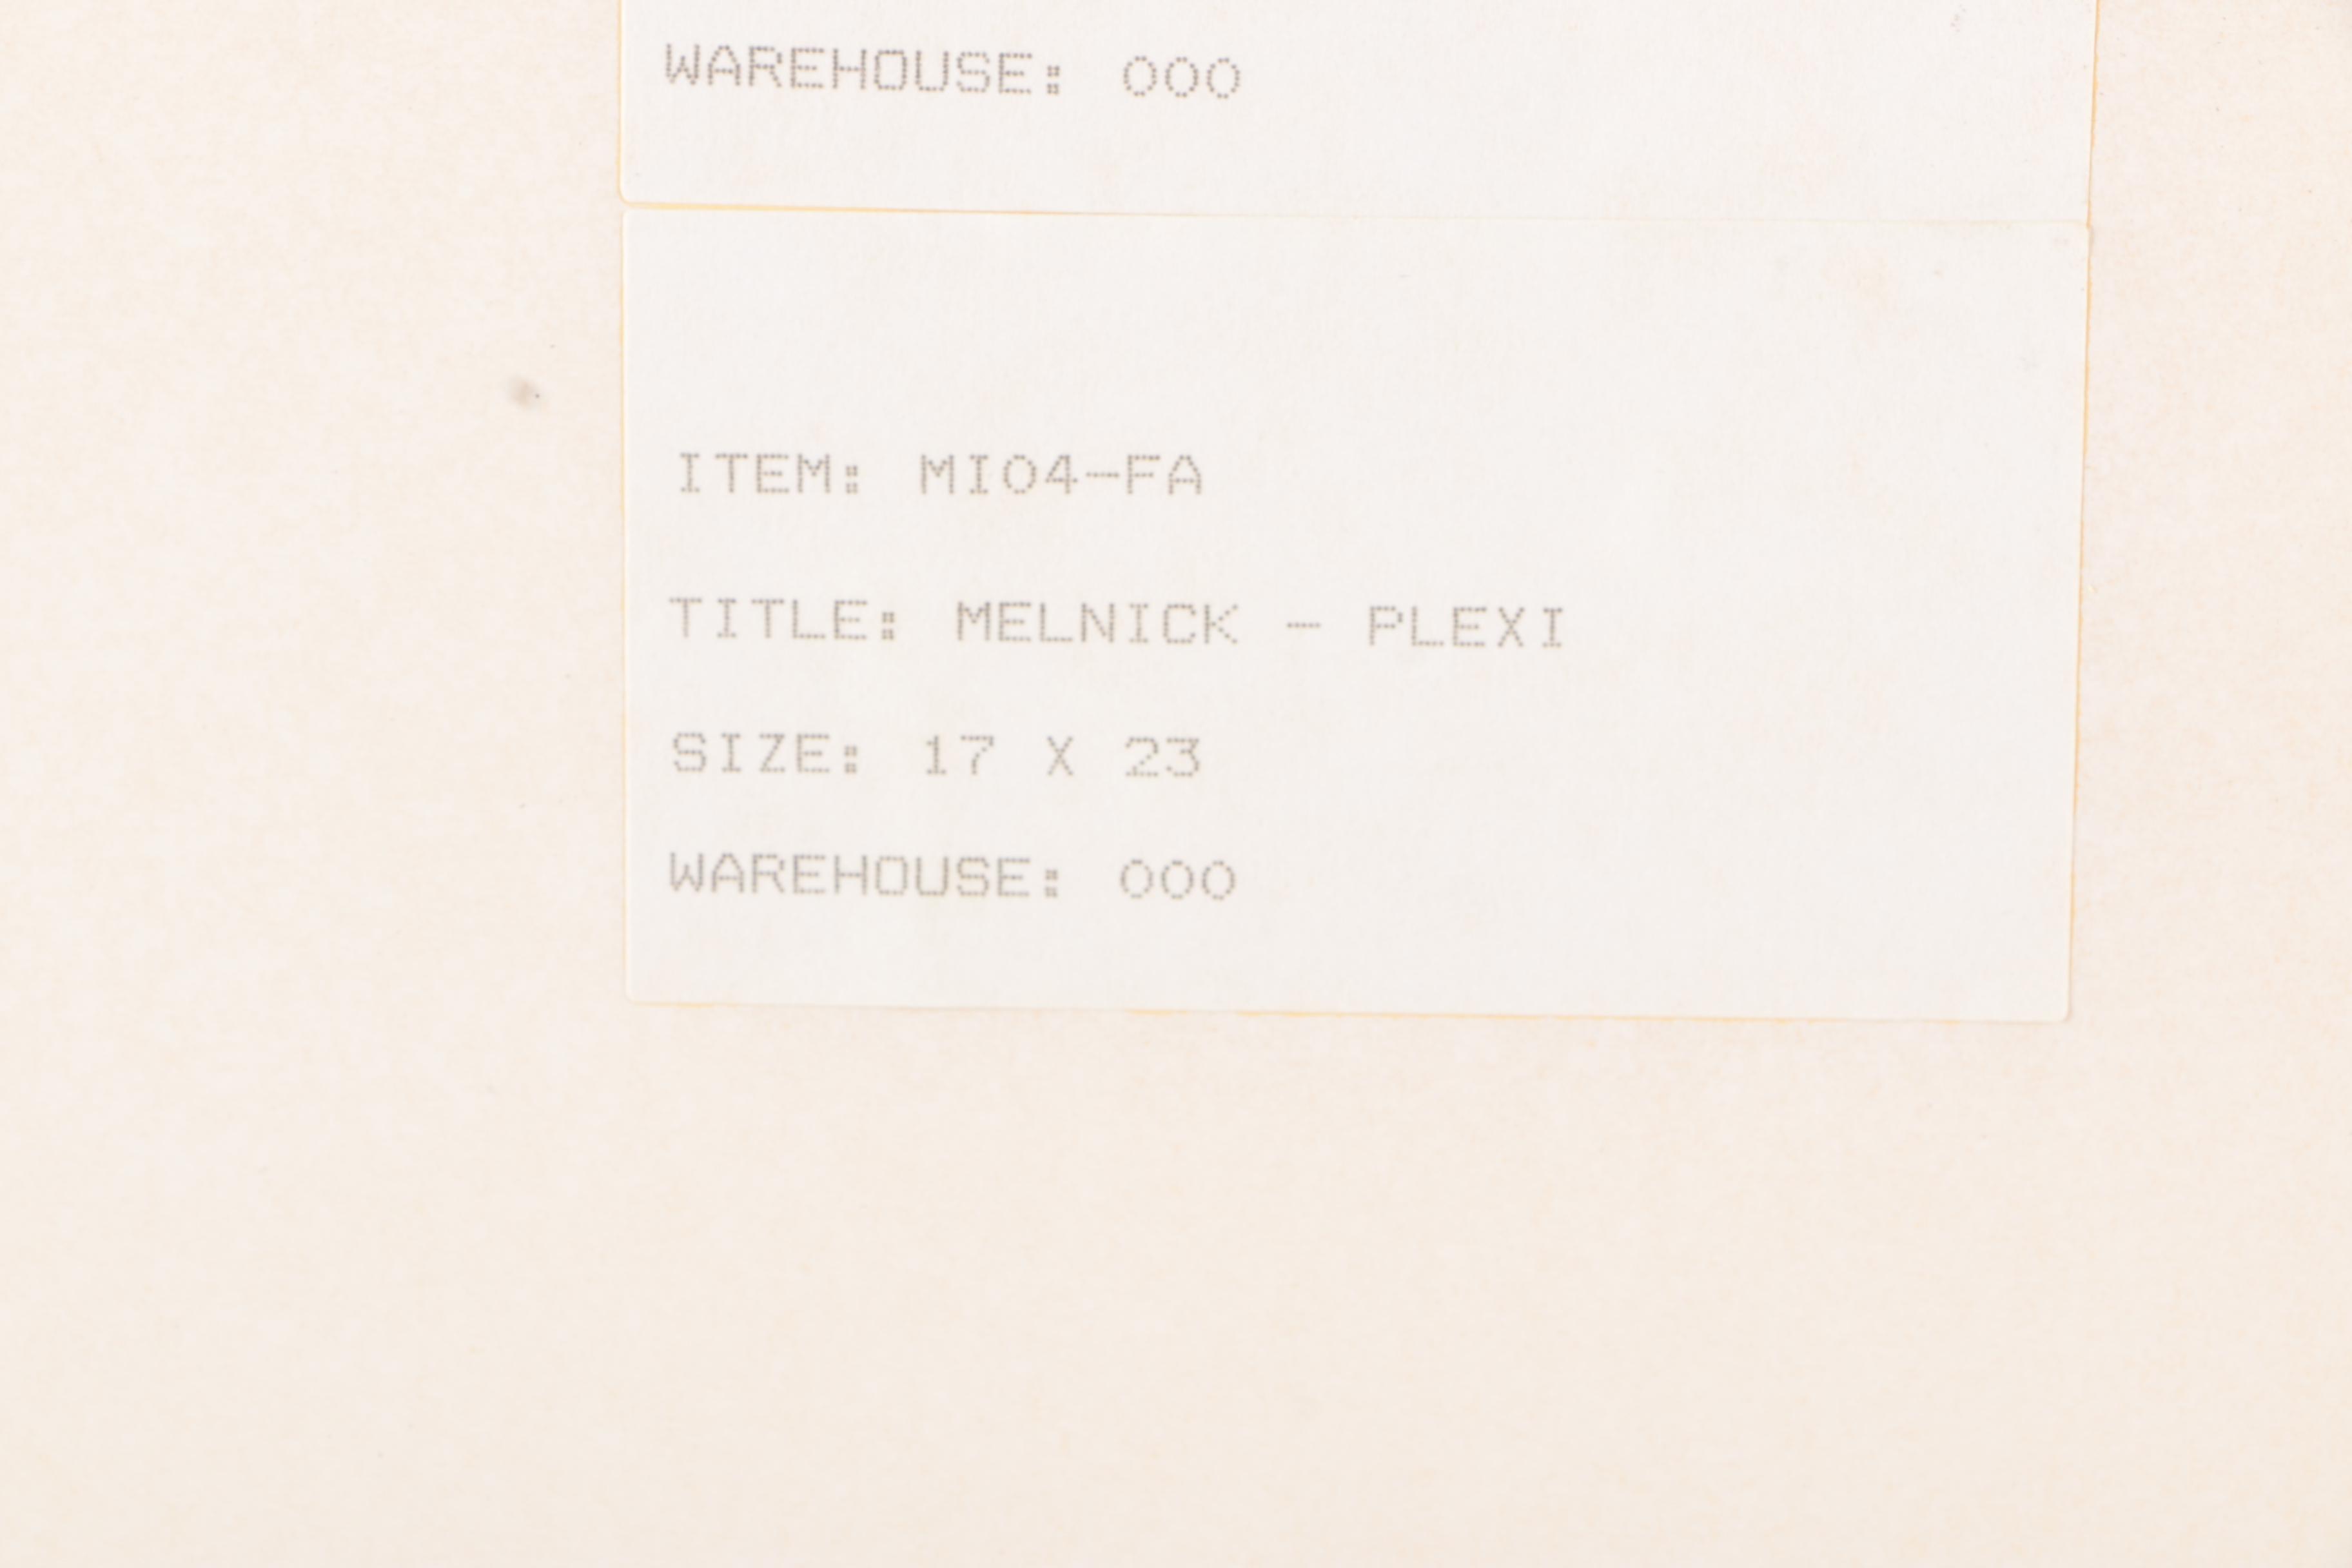 WAREHOUSE: 000
ITEM: MI04-FA
TITLE: MELNICK - PLEXI
SIZE: 17 X 23
WAREHOUSE: 000